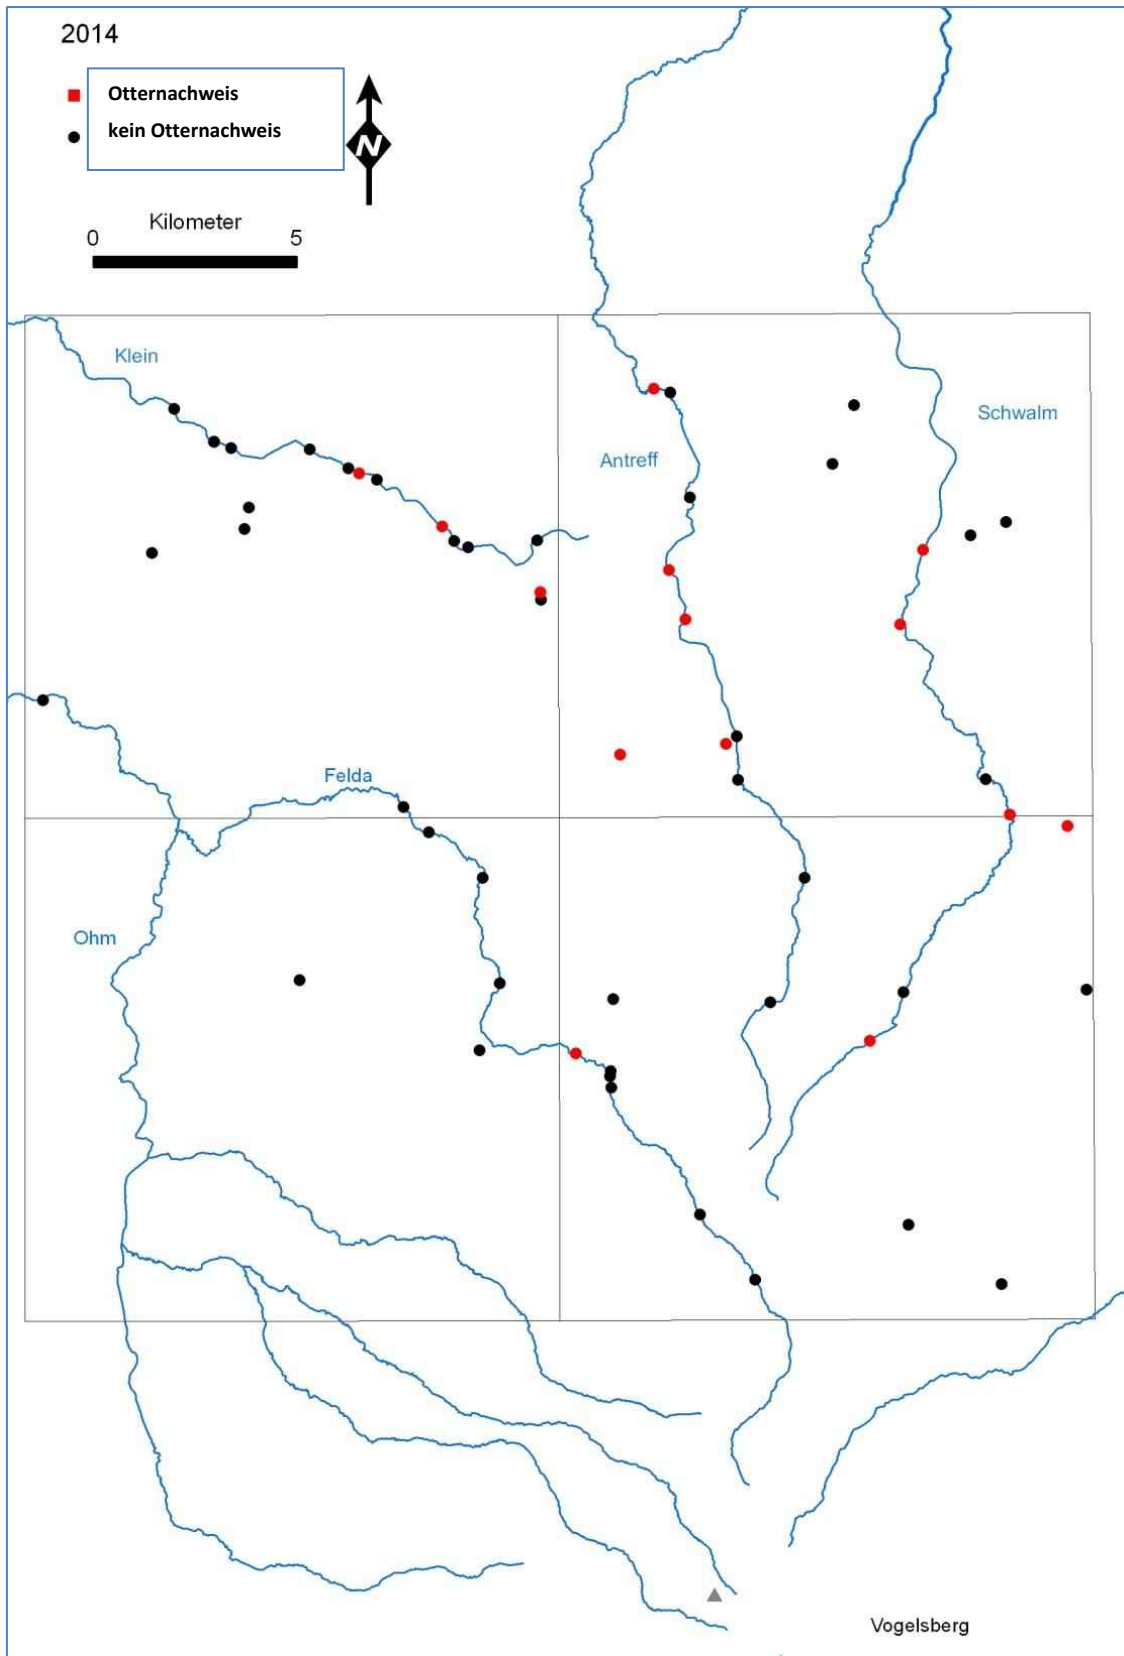 2014
Otternachweis
kein Otternachweis
N
Kilometer
0 5
Klein
Schwalm
Antreff
Felda
Ohm
Vogelsberg